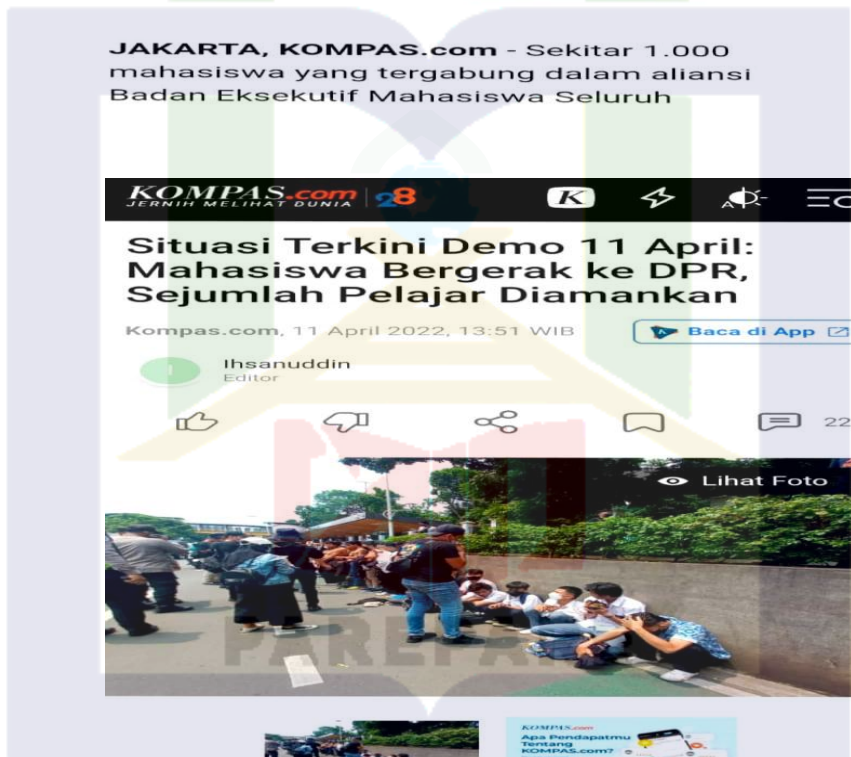 JAKARTA, KOMPAS.com - Sekitar 1.000
mahasiswa yang tergabung dalam aliansi
Badan Eksekutif Mahasiswa Seluruh
KOMPAS.com 28
JERNIH MELIHAT DUNIA
K
A
Situasi Terkini Demo 11 April:
Mahasiswa Bergerak ke DPR,
Sejumlah Pelajar Diamankan
Kompas.com, 11 April 2022, 13:51 WIB
Baca di App
I
Ihsanuddin
Editor
22
Lihat Foto
KOMPAS.com
Apa Pendapatmu
Tentang
KOMPAS.com?